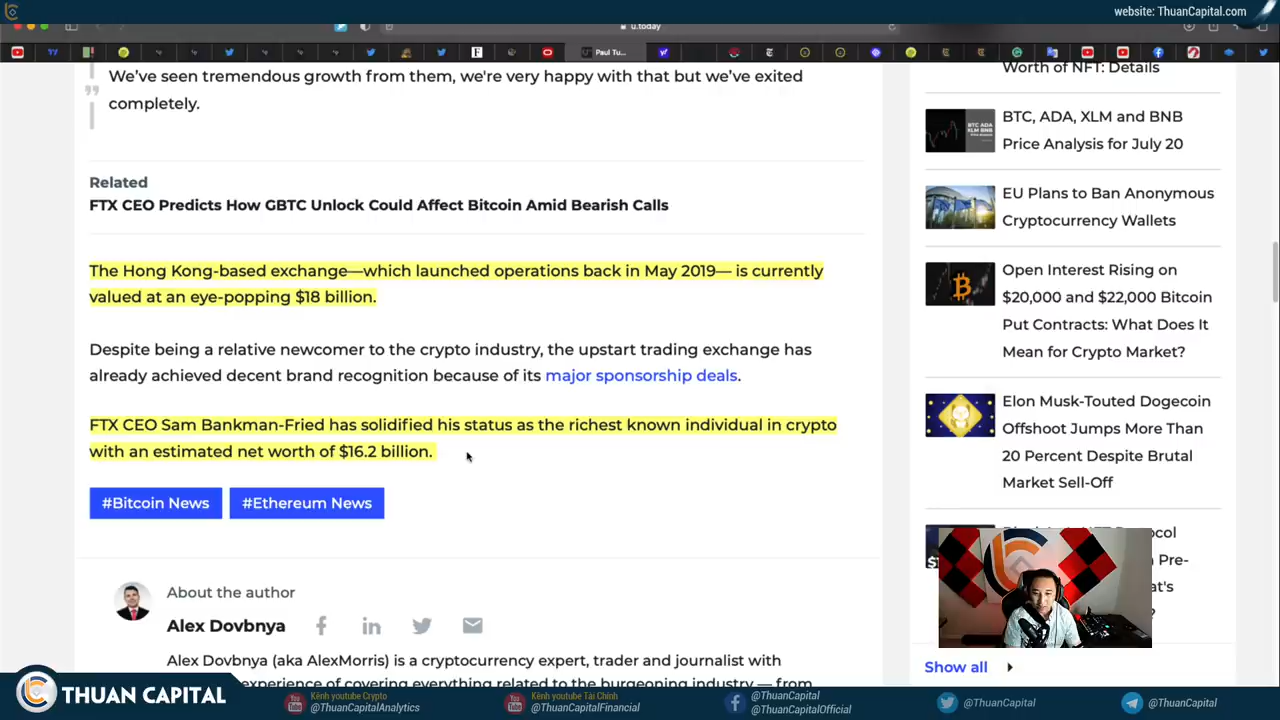 website: ThuanCapital.com
u.today
Paul Tu...
We've seen tremendous growth from them, we're very happy with that but we've exited
completely.
Related
FTX CEO Predicts How GBTC Unlock Could Affect Bitcoin Amid Bearish Calls
The Hong Kong-based exchange—which launched operations back in May 2019— is currently
valued at an eye-popping $18 billion.
Despite being a relative newcomer to the crypto industry, the upstart trading exchange has
already achieved decent brand recognition because of its major sponsorship deals.
FTX CEO Sam Bankman-Fried has solidified his status as the richest known individual in crypto
with an estimated net worth of $16.2 billion.
#Bitcoin News
#Ethereum News
About the author
Alex Dovbnya
Alex Dovbnya (aka AlexMorris) is a cryptocurrency expert, trader and journalist with
experience of covering everything related to the burgeoning industry — from
Worth of NFT: Details
BTC, ADA, XLM and BNB
Price Analysis for July 20
EU Plans to Ban Anonymous
Cryptocurrency Wallets
Open Interest Rising on
$20,000 and $22,000 Bitcoin
Put Contracts: What Does It
Mean for Crypto Market?
Elon Musk-Touted Dogecoin
Offshoot Jumps More Than
20 Percent Despite Brutal
Market Sell-Off
Show all
THUAN CAPITAL
Kênh youtube Crypto
@ThuanCapitalAnalytics
Kênh youtube Tài Chính
@ThuanCapitalFinancial
@ThuanCapital
@ThuanCapitalOfficial
@ThuanCapital
@ThuanCapital